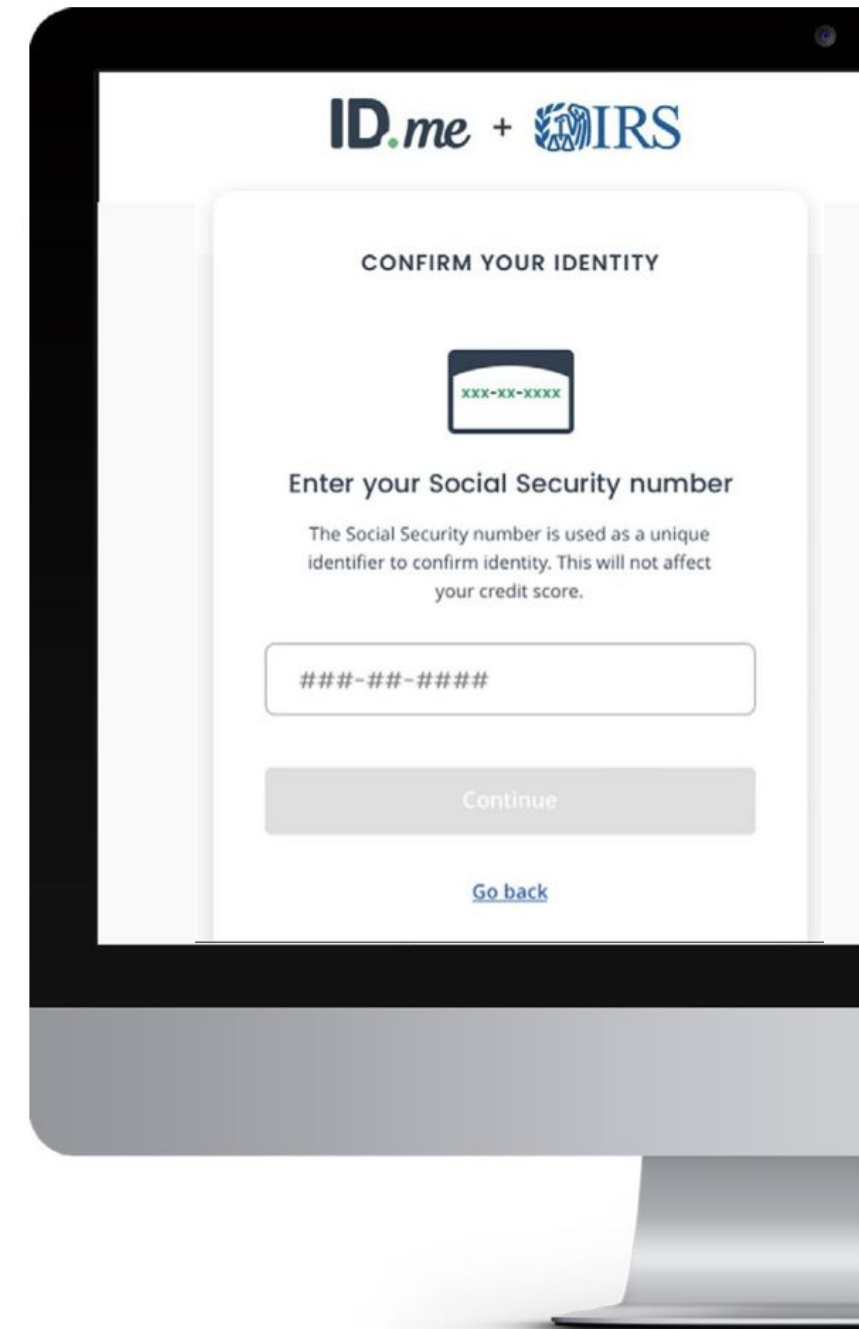 ID.me + IRS
CONFIRM YOUR IDENTITY
xxx-xx-xxxx
Enter your Social Security number
The Social Security number is used as a unique
identifier to confirm identity. This will not affect
your credit score.
###-##-####
Continue
Go back